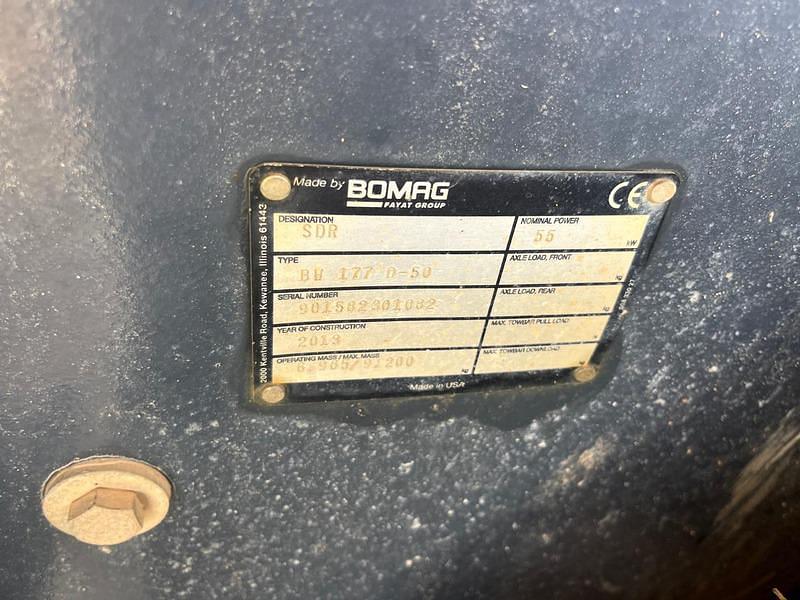 Made by BOMAG
FAYAT GROUP
CE
DESIGNATION
SDR
NOMINAL POWER
55
kW
TYPE
BW 177 D-50
AXLE LOAD, FRONT
kg
SERIAL NUMBER
901582301082
AXLE LOAD, REAR
kg
YEAR OF CONSTRUCTION
2013
MAX. TOWBAR PULL LOAD
OPERATING MASS / MAX. MASS
kg
MAX. TOWBAR DOWNLOAD
Made in USA
2000 Kentville Road, Kewanee, Illinois 61443